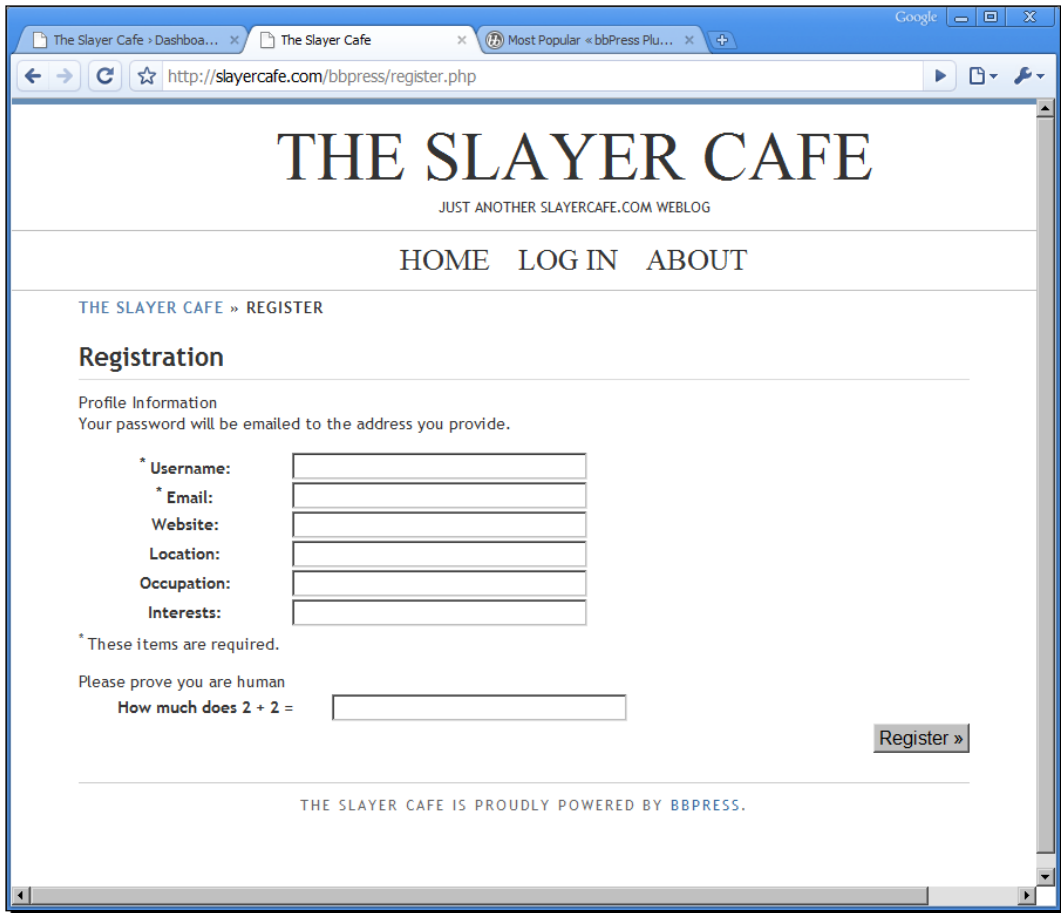 Google
The Slayer Cafe › Dashboa...
The Slayer Cafe
Most Popular « bbPress Plu...
http://slayercafe.com/bbpress/register.php
THE SLAYER CAFE
JUST ANOTHER SLAYERCAFE.COM WEBLOG
HOME LOG IN ABOUT
THE SLAYER CAFE » REGISTER
Registration
Profile Information
Your password will be emailed to the address you provide.
* Username:
* Email:
Website:
Location:
Occupation:
Interests:
* These items are required.
Please prove you are human
How much does 2 + 2 =
Register »
THE SLAYER CAFE IS PROUDLY POWERED BY BBPRESS.